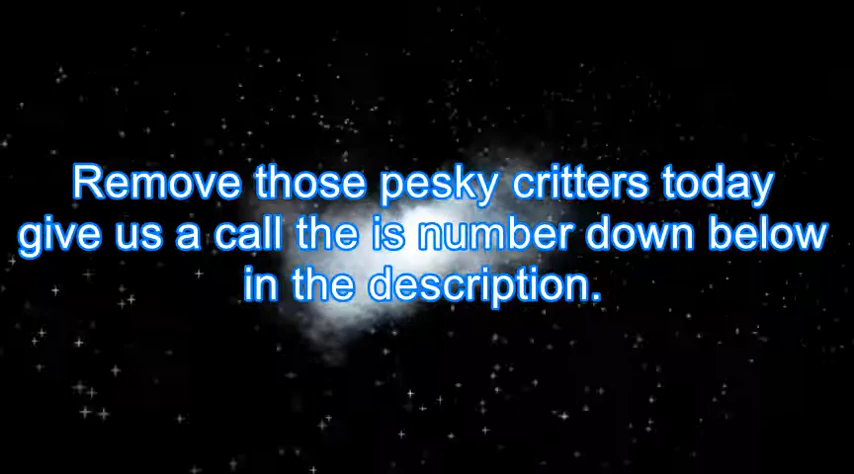 Remove those pesky critters today
give us a call the is number down below
in the description.